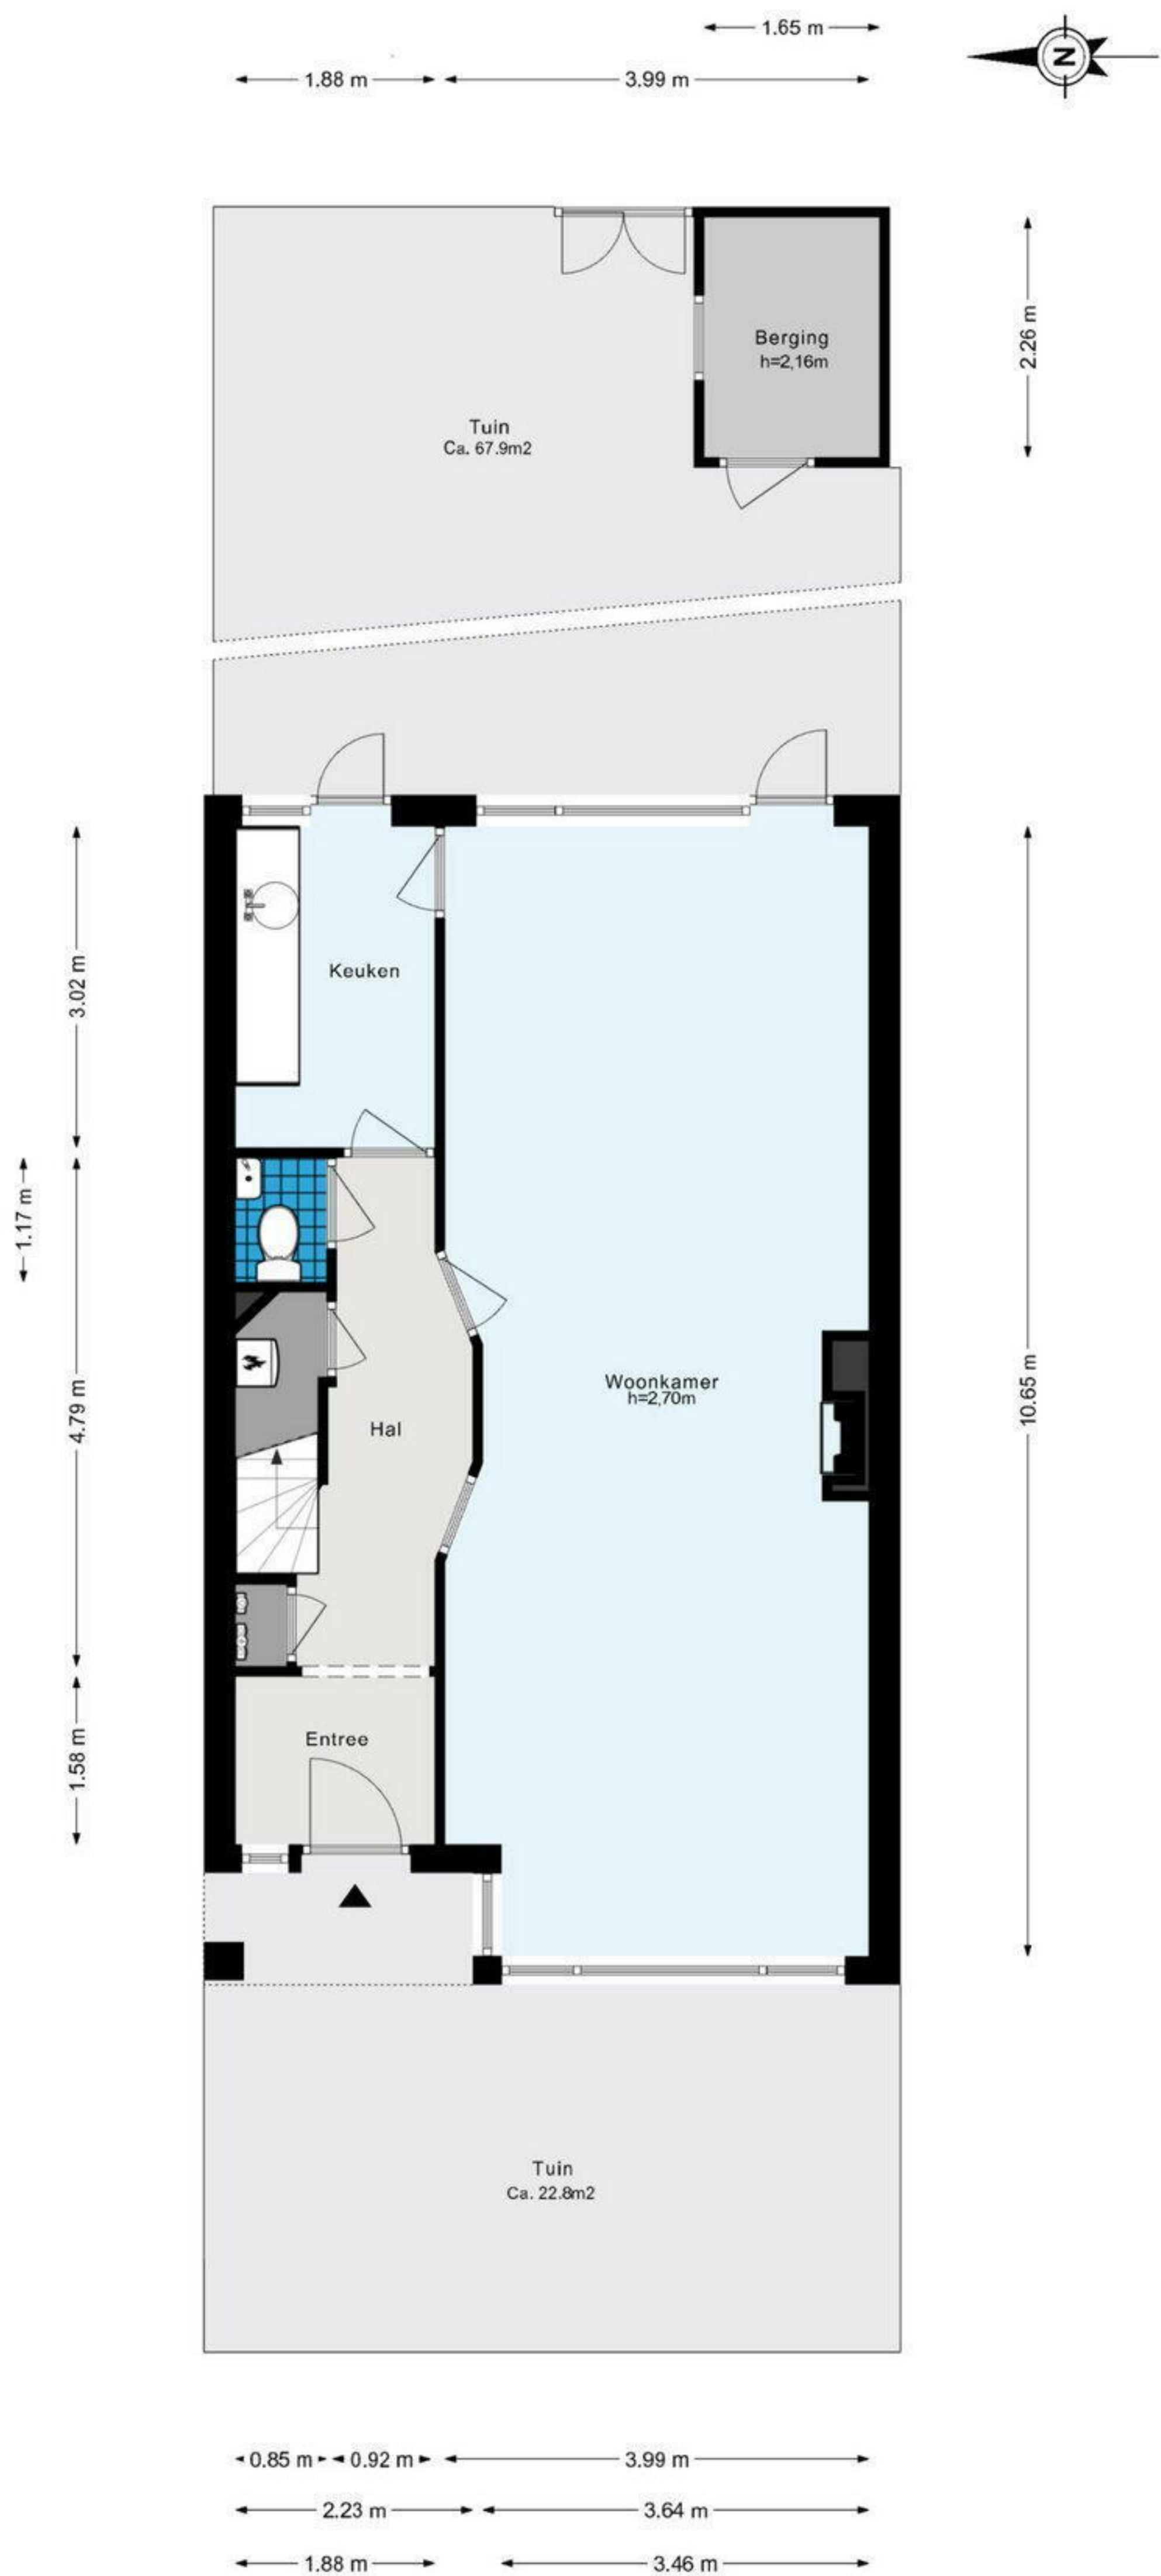 1.65 m
N
1.88 m
3.99 m
Berging
h=2,16m
2.26 m
Tuin
Ca. 67.9m2
Keuken
3.02 m
1.17 m
Woonkamer
h=2,70m
10.65 m
4.79 m
Hal
Entree
1.58 m
Tuin
Ca. 22.8m2
0.85 m
0.92 m
3.99 m
2.23 m
3.64 m
1.88 m
3.46 m